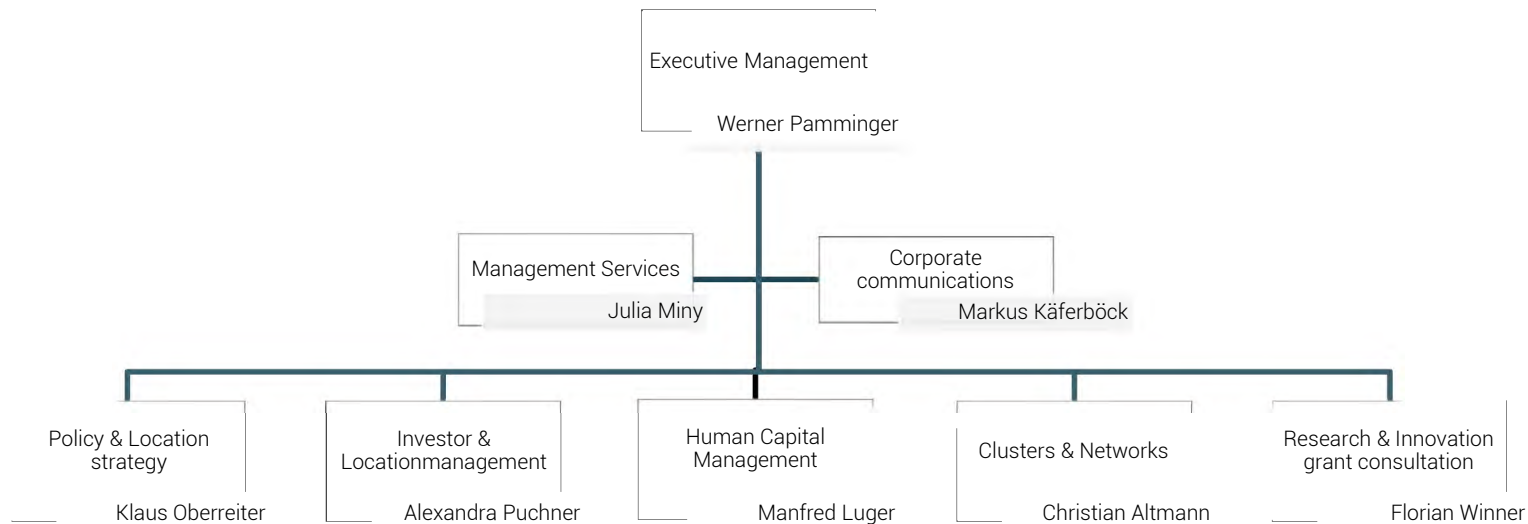 Executive Management
Werner Pamminger
Management Services
Julia Miny
Corporate
communications
Markus Käferböck
Policy & Location
strategy
Klaus Oberreiter
Investor &
Locationmanagement
Alexandra Puchner
Human Capital
Management
Manfred Luger
Clusters & Networks
Christian Altmann
Research & Innovation
grant consultation
Florian Winner